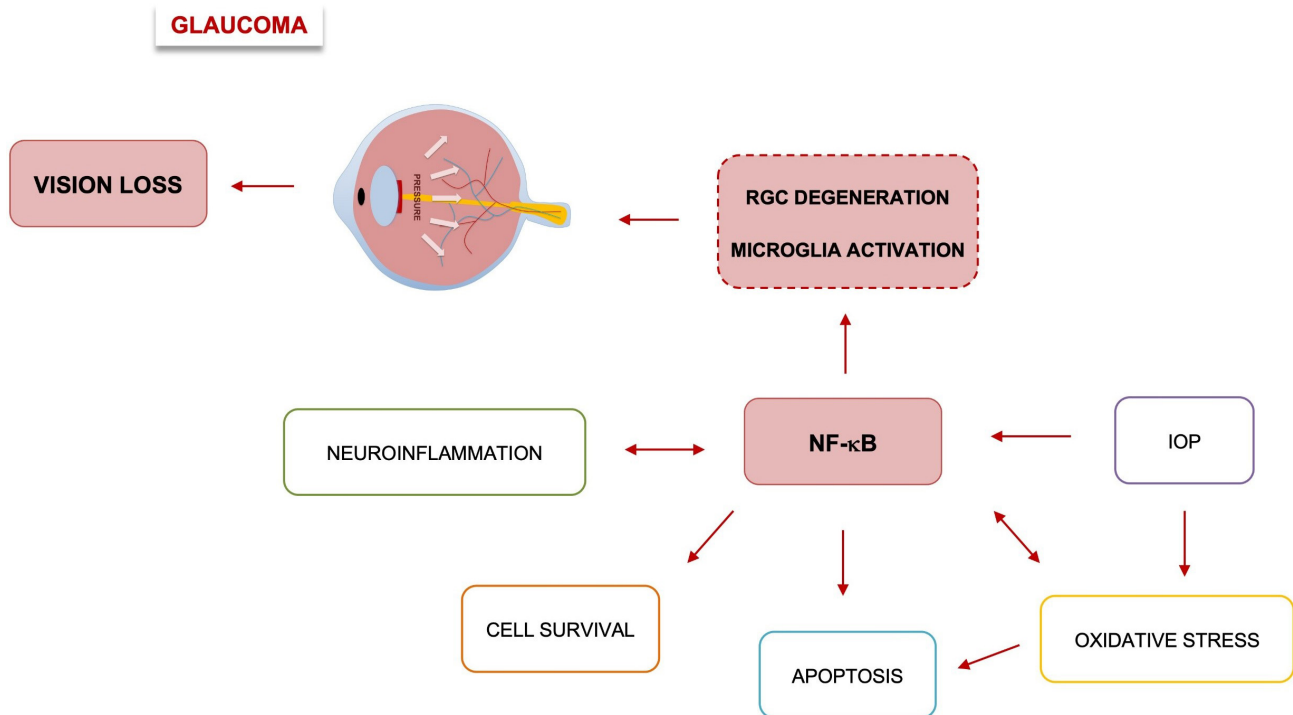 GLAUCOMA
VISION LOSS
PRESSURE
RGC DEGENERATION
MICROGLIA ACTIVATION
NEUROINFLAMMATION
NF-κB
IOP
CELL SURVIVAL
APOPTOSIS
OXIDATIVE STRESS